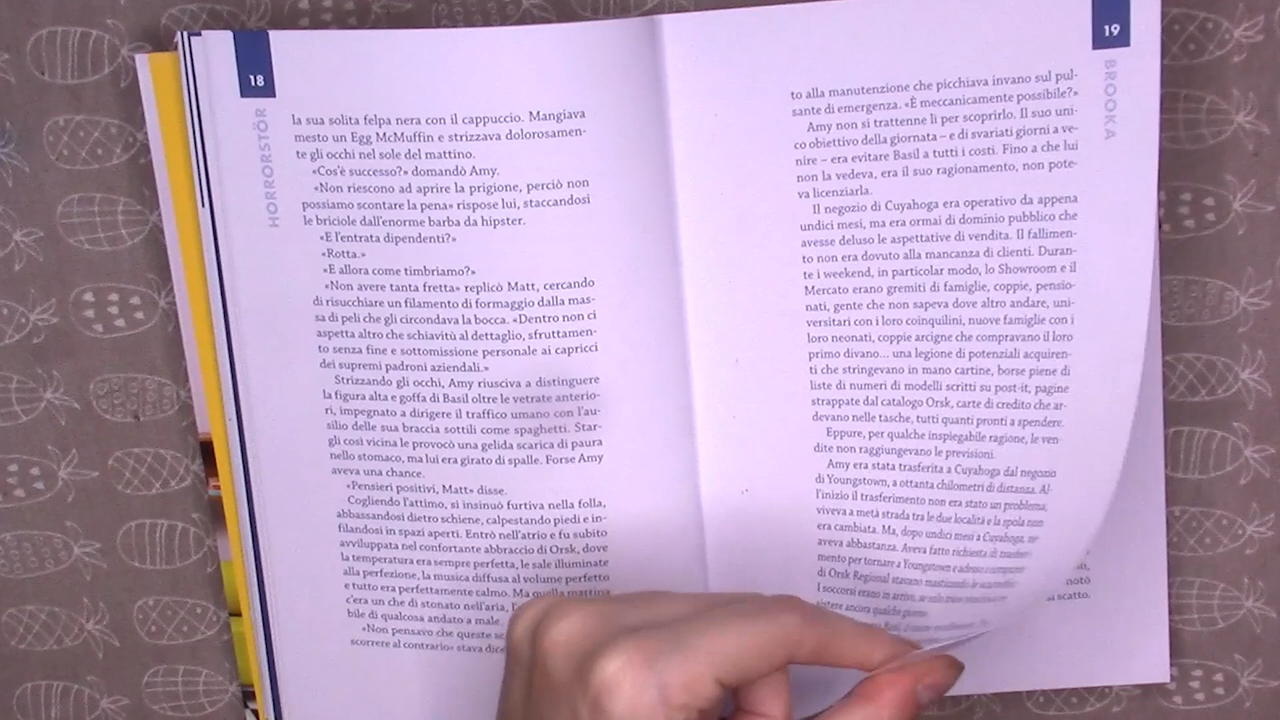 18
HORRORSTÖR
la sua solita felpa nera con il cappuccio. Mangiava
mesto un Egg McMuffin e strizzava dolorosamen-
te gli occhi nel sole del mattino.
«Cos'è successo?» domandò Amy.
«Non riescono ad aprire la prigione, perciò non
possiamo scontare la pena» rispose lui, staccandosi
le briciole dall'enorme barba da hipster.
«E l'entrata dipendenti?»
«Rotta.»
«E allora come timbriamo?»
«Non avere tanta fretta» replicò Matt, cercando
di risucchiare un filamento di formaggio dalla mas-
sa di peli che gli circondava la bocca. «Dentro non ci
aspetta altro che schiavitù al dettaglio, sfruttamen-
to senza fine e sottomissione personale ai capricci
dei supremi padroni aziendali.»
Strizzando gli occhi, Amy riusciva a distinguere
la figura alta e goffa di Basil oltre le vetrate anterio-
ri, impegnato a dirigere il traffico umano con l'au-
silio delle sua braccia sottili come spaghetti. Star-
gli così vicina le provocò una gelida scarica di paura
nello stomaco, ma lui era girato di spalle. Forse Amy
aveva una chance.
«Pensieri positivi, Matt» disse.
Cogliendo l'attimo, si insinuò furtiva nella folla,
abbassandosi dietro schiene, calpestando piedi e in-
filandosi in spazi aperti. Entrò nell'atrio e fu subito
avviluppata nel confortante abbraccio di Orsk, dove
la temperatura era sempre perfetta, le sale illuminate
alla perfezione, la musica diffusa al volume perfetto
e tutto era perfettamente calmo. Ma quella mattina
c'era un che di stonato nell'aria,
bile di qualcosa andato a male.
«Non pensavo che queste
scorrere al contrario» stava
19
BROOKA
to alla manutenzione che picchiava invano sul pul-
sante di emergenza. «È meccanicamente possibile?»
Amy non si trattenne lì per scoprirlo. Il suo uni-
co obiettivo della giornata – e di svariati giorni a ve-
nire – era evitare Basil a tutti i costi. Fino a che lui
non la vedeva, era il suo ragionamento, non pote-
va licenziarla.
Il negozio di Cuyahoga era operativo da appena
undici mesi, ma era ormai di dominio pubblico che
avesse deluso le aspettative di vendita. Il fallimen-
to non era dovuto alla mancanza di clienti. Duran-
te i weekend, in particolar modo, lo Showroom e il
Mercato erano gremiti di famiglie, coppie, pensio-
nati, gente che non sapeva dove altro andare, uni-
versitari con i loro coinquilini, nuove famiglie con i
loro neonati, coppie arcigne che compravano il loro
primo divano... una legione di potenziali acquiren-
ti che stringevano in mano cartine, borse piene di
liste di numeri di modelli scritti su post-it, pagine
strappate dal catalogo Orsk, carte di credito che ar-
devano nelle tasche, tutti quanti pronti a spendere.
Eppure, per qualche inspiegabile ragione, le ven-
dite non raggiungevano le previsioni.
Amy era stata trasferita a Cuyahoga dal negozio
di Youngstown, a ottanta chilometri di distanza. Al-
l'inizio il trasferimento non era stato un problema,
viveva a metà strada tra le due località e la spola non
era cambiata. Ma, dopo undici mesi a Cuyahoga, ne
aveva abbastanza. Aveva fatto richiesta di
mento per tornare a Youngstown e adesso i
di Orsk Regional stavano masticando le
I soccorsi erano in arrivo,
sistere ancora qualche giorno.
notò
scatto.